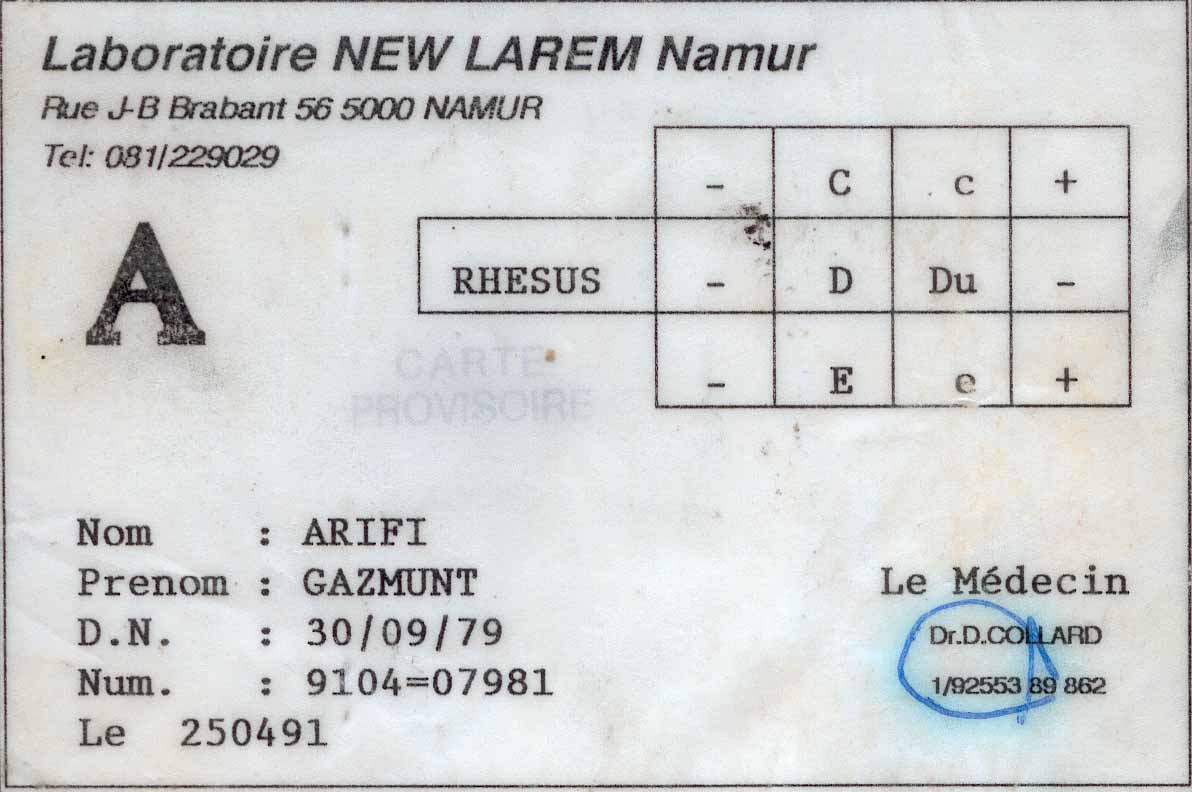 Laboratoire NEW LAREM Namur
Rue J-B Brabant 56 5000 NAMUR
Tel: 081/229029
- C c +
A
RHESUS - D Du -
CARTE
PROVISOIRE
- E e +
Nom : ARIFI
Prenom : GAZMUNT
D.N. : 30/09/79
Num. : 9104=07981
Le 250491
Le Médecin
Dr.D.COLLARD
1/92553 89 862